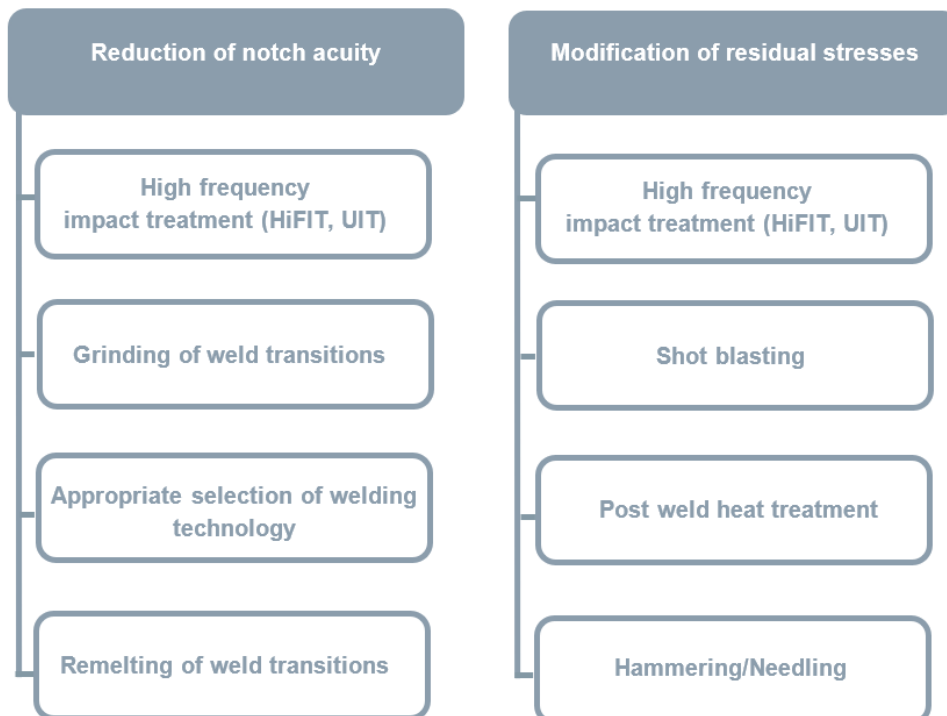 Reduction of notch acuity
High frequency
impact treatment (HiFIT, UIT)
Grinding of weld transitions
Appropriate selection of welding
technology
Remelting of weld transitions
Modification of residual stresses
High frequency
impact treatment (HiFIT, UIT)
Shot blasting
Post weld heat treatment
Hammering/Needling